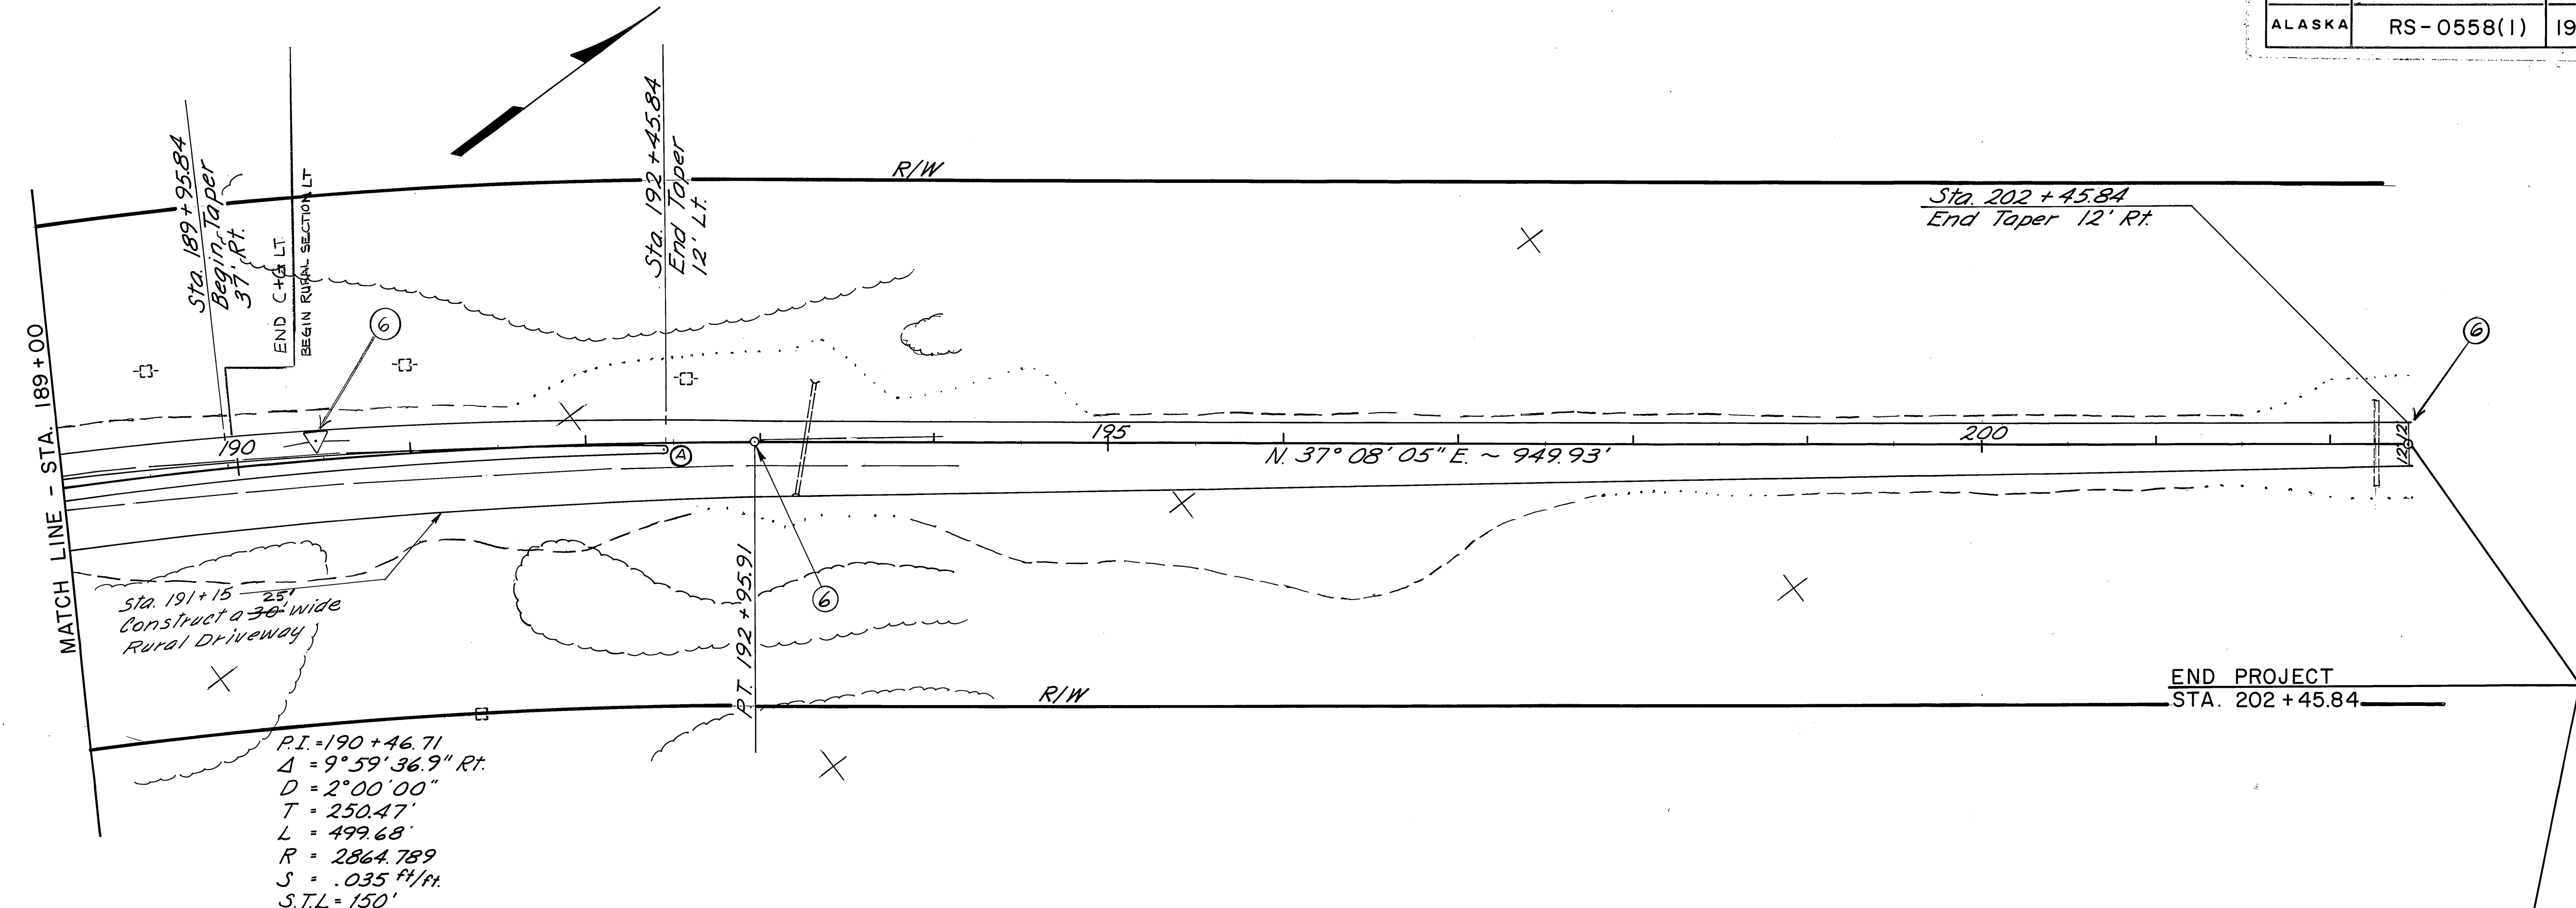 ALASKA RS-0558(1) 19
MATCH LINE - STA. 189+00
Sta. 189+95.84
Begin Taper
37' Rt.
END C+G LT
BEGIN RURAL SECTION LT
Sta. 192+45.84
End Taper
12' Lt.
R/W
Sta. 202+45.84
End Taper 12' Rt.
6
6
190
A
195
200
12'
12'
N. 37° 08' 05" E. ~ 949.93'
Sta. 191+15
25'
Construct a 30' wide
Rural Driveway
6
P.T. 192+95.91
R/W
END PROJECT
STA. 202+45.84
P.I. = 190+46.71
Δ = 9°59'36.9" Rt.
D = 2°00'00"
T = 250.47'
L = 499.68'
R = 2864.789
S = .035 ft/ft.
S.T.L = 150'